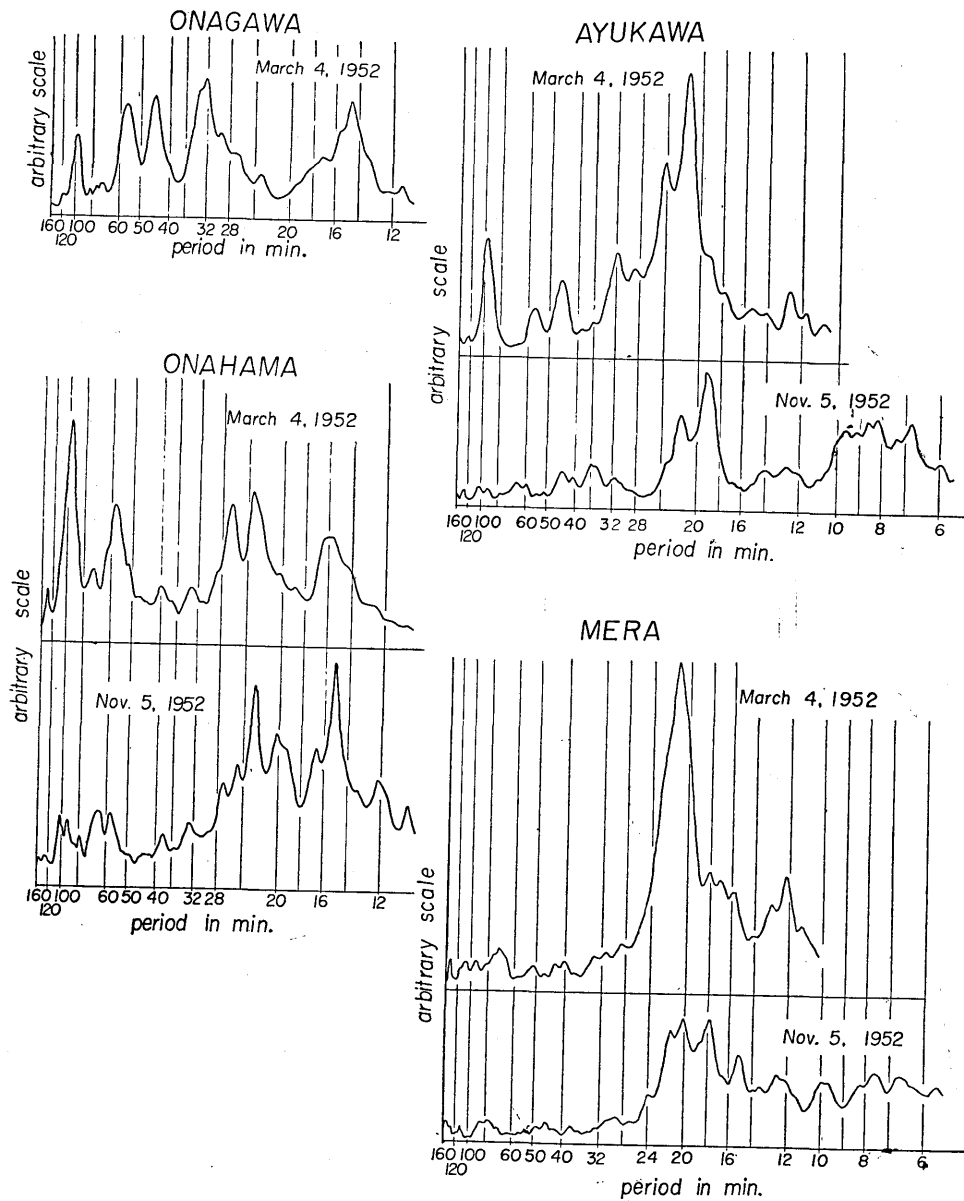 ONAGAWA
March 4, 1952
arbitrary scale
160 120 100 60 50 40 32 28 20 16 12
period in min.
AYUKAWA
March 4, 1952
arbitrary scale
Nov. 5, 1952
160 120 100 60 50 40 32 28 20 16 12 10 8 6
period in min.
ONAHAMA
March 4, 1952
arbitrary scale
Nov. 5, 1952
160 120 100 60 50 40 32 28 20 16 12
period in min.
MERA
March 4, 1952
arbitrary scale
Nov. 5, 1952
160 120 100 60 50 40 32 24 20 16 12 10 8 6
period in min.